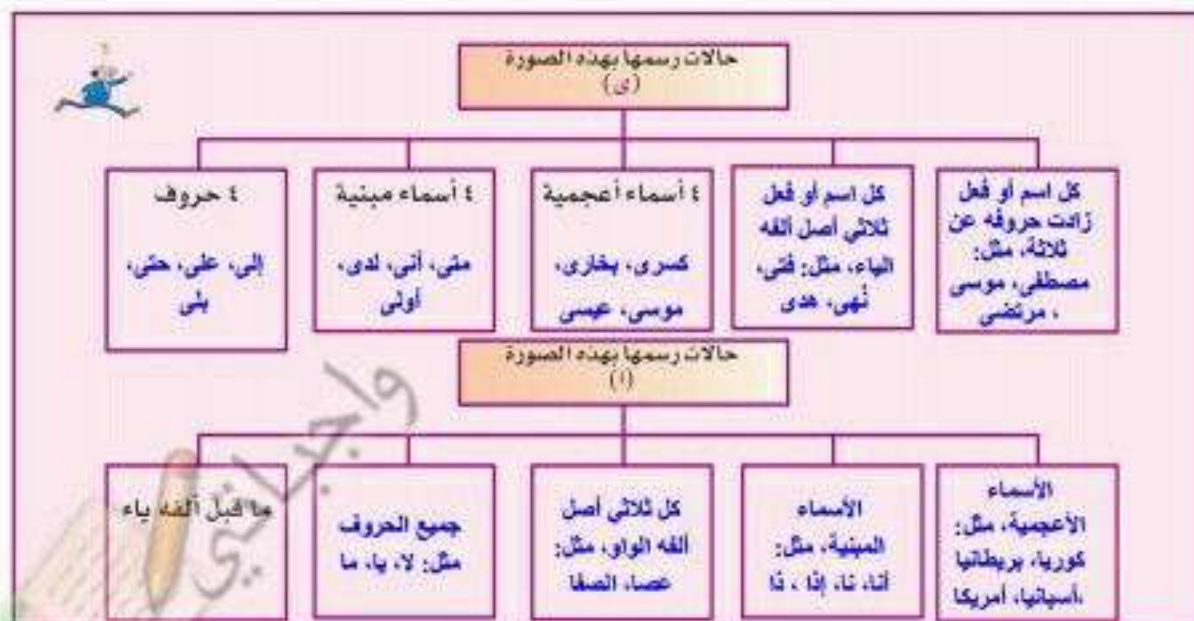 حالات رسمها بهذه الصورة
(ى)
كل اسم أو فعل
زادت حروفه عن
ثلاثة، مثل:
مصطفى، موسى
، مرتضى
كل اسم أو فعل
ثلاثي أصل ألفه
الياء، مثل: فتى،
نُهى، هدى
٤ أسماء أعجمية
كسرى، بخارى،
موسى، عيسى
٤ أسماء مبنية
متى، أنى، لدى،
أولى
٤ حروف
إلى، على، حتى،
بلى
حالات رسمها بهذه الصورة
(ا)
الأسماء
الأعجمية، مثل:
كوريا، بريطانيا
،أسبانيا، أمريكا
الأسماء
المبنية، مثل:
أنا، نا، إذا ، ذا
كل ثلاثي أصل
ألفه الواو، مثل:
عصا، الصفا
جميع الحروف
مثل: لا، يا، ما
ما قبل ألفه ياء
واجباتي